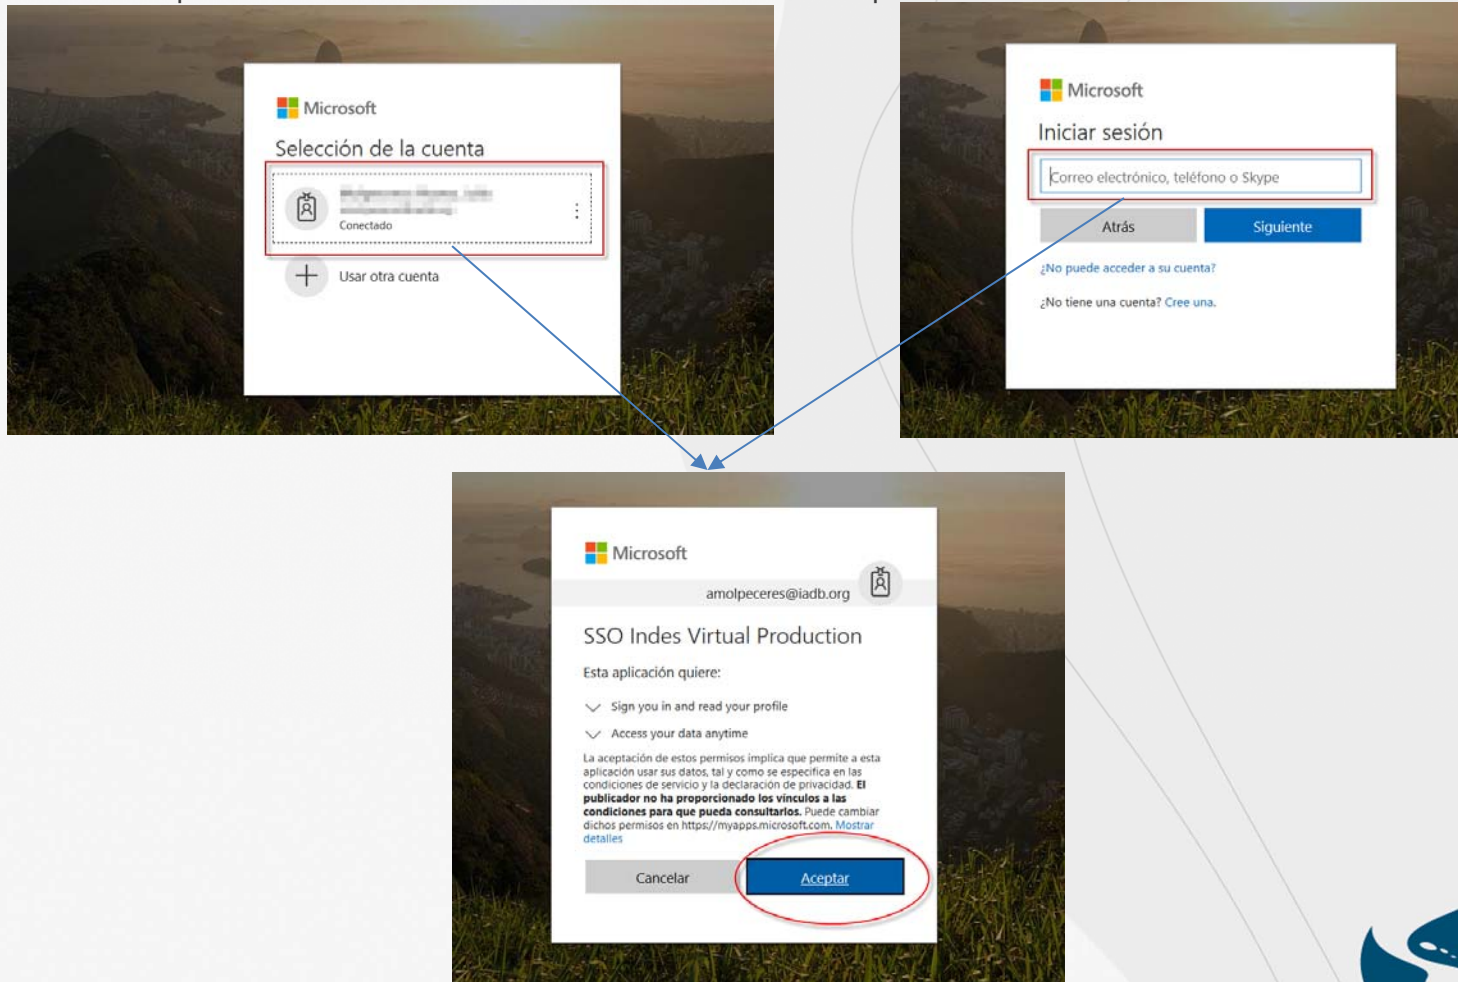 Microsoft
Selección de la cuenta
Conectado
Usar otra cuenta
Microsoft
Iniciar sesión
Correo electrónico, teléfono o Skype
Atrás
Siguiente
¿No puede acceder a su cuenta?
¿No tiene una cuenta? Cree una.
Microsoft
amolpeceres@iadb.org
SSO Indes Virtual Production
Esta aplicación quiere:
Sign you in and read your profile
Access your data anytime
La aceptación de estos permisos implica que permite a esta
aplicación usar sus datos, tal y como se especifica en las
condiciones de servicio y la declaración de privacidad. El
publicador no ha proporcionado los vínculos a las
condiciones para que pueda consultarlos. Puede cambiar
dichos permisos en https://myapps.microsoft.com. Mostrar
detalles
Cancelar
Aceptar